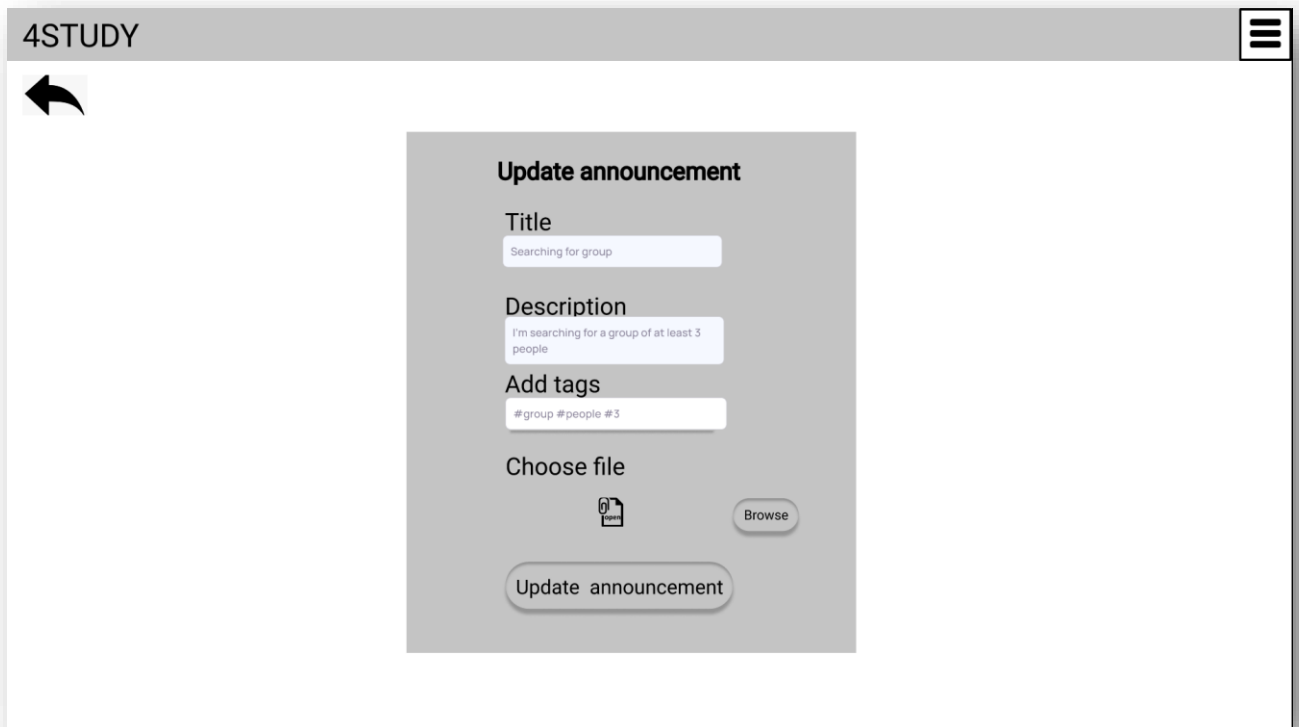 4STUDY
Update announcement
Title
Searching for group
Description
I'm searching for a group of at least 3
people
Add tags
#group #people #3
Choose file
open
Browse
Update announcement